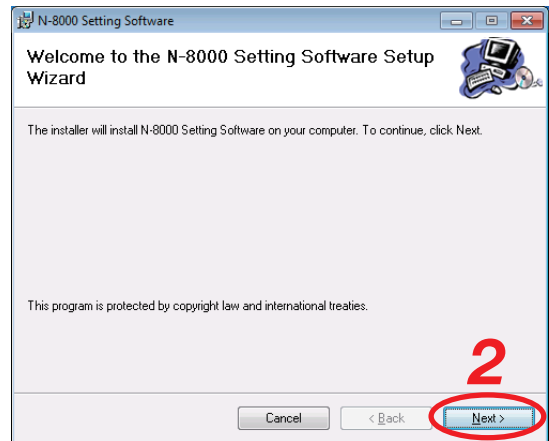 N-8000 Setting Software
Welcome to the N-8000 Setting Software Setup
Wizard
The installer will install N-8000 Setting Software on your computer. To continue, click Next.
This program is protected by copyright law and international treaties.
2
Cancel
< Back
Next >